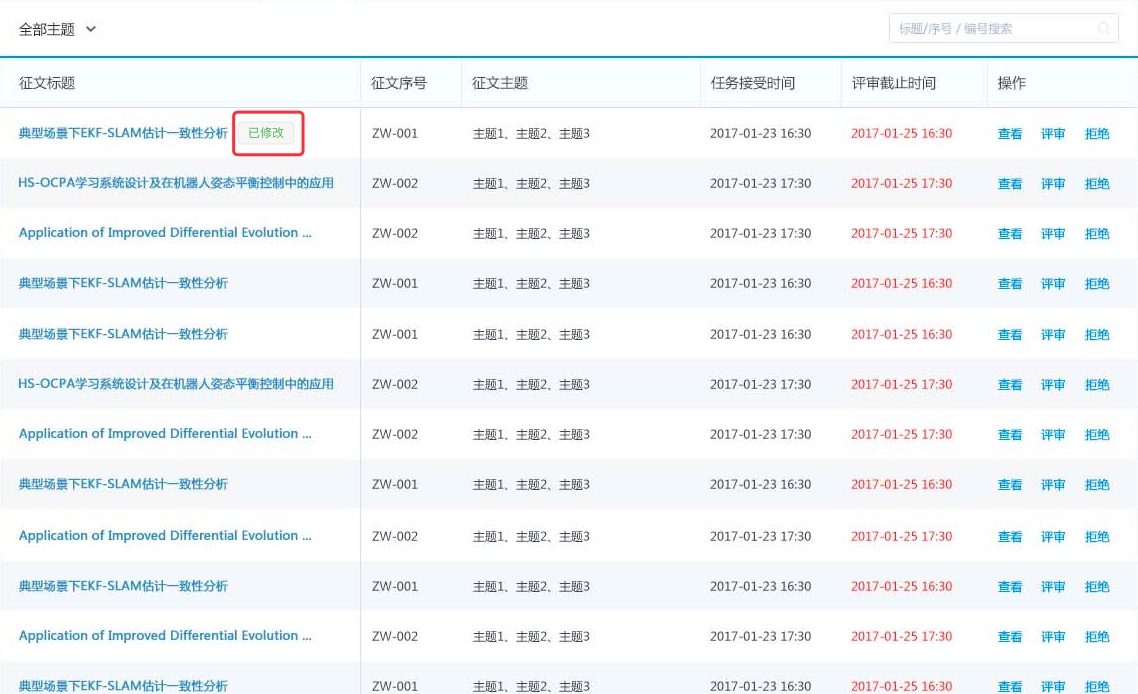 全部主题 标题/序号 / 编号搜索
征文标题 征文序号 征文主题 任务接受时间 评审截止时间 操作
典型场景下EKF-SLAM估计一致性分析 已修改 ZW-001 主题1、主题2、主题3 2017-01-23 16:30 2017-01-25 16:30 查看 评审 拒绝
HS-OCPA学习系统设计及在机器人姿态平衡控制中的应用 ZW-002 主题1、主题2、主题3 2017-01-23 17:30 2017-01-25 17:30 查看 评审 拒绝
Application of Improved Differential Evolution ... ZW-002 主题1、主题2、主题3 2017-01-23 17:30 2017-01-25 17:30 查看 评审 拒绝
典型场景下EKF-SLAM估计一致性分析 ZW-001 主题1、主题2、主题3 2017-01-23 16:30 2017-01-25 16:30 查看 评审 拒绝
典型场景下EKF-SLAM估计一致性分析 ZW-001 主题1、主题2、主题3 2017-01-23 16:30 2017-01-25 16:30 查看 评审 拒绝
HS-OCPA学习系统设计及在机器人姿态平衡控制中的应用 ZW-002 主题1、主题2、主题3 2017-01-23 17:30 2017-01-25 17:30 查看 评审 拒绝
Application of Improved Differential Evolution ... ZW-002 主题1、主题2、主题3 2017-01-23 17:30 2017-01-25 17:30 查看 评审 拒绝
典型场景下EKF-SLAM估计一致性分析 ZW-001 主题1、主题2、主题3 2017-01-23 16:30 2017-01-25 16:30 查看 评审 拒绝
Application of Improved Differential Evolution ... ZW-002 主题1、主题2、主题3 2017-01-23 17:30 2017-01-25 17:30 查看 评审 拒绝
典型场景下EKF-SLAM估计一致性分析 ZW-001 主题1、主题2、主题3 2017-01-23 16:30 2017-01-25 16:30 查看 评审 拒绝
Application of Improved Differential Evolution ... ZW-002 主题1、主题2、主题3 2017-01-23 17:30 2017-01-25 17:30 查看 评审 拒绝
典型场景下EKF-SLAM估计一致性分析 ZW-001 主题1、主题2、主题3 2017-01-23 16:30 2017-01-25 16:30 查看 评审 拒绝